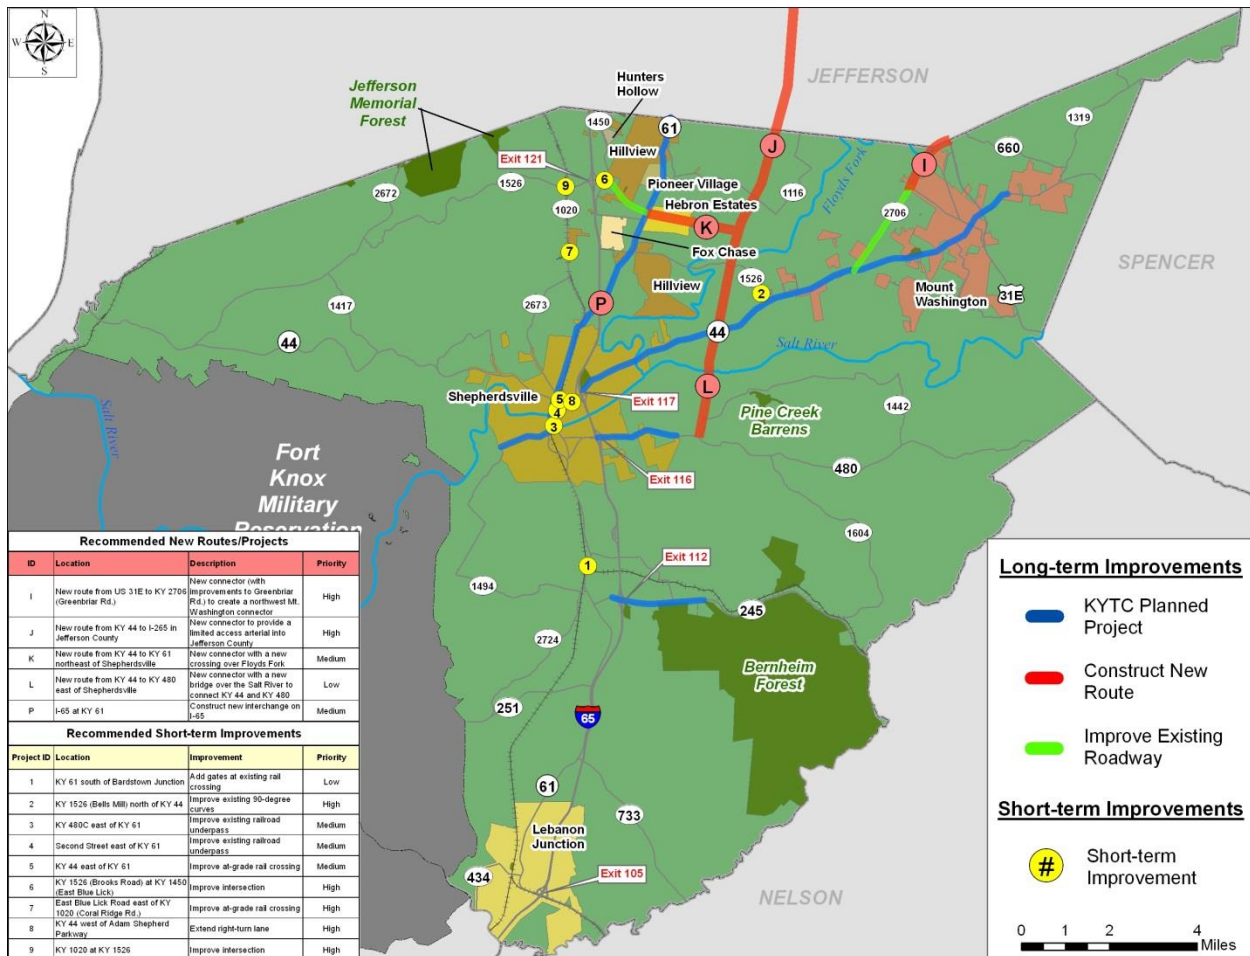 N
W
E
S
JEFFERSON
Hunters
Hollow
Jefferson
Memorial
Forest
1450
61
1319
Hillview
660
J
Exit 121
I
Floyds Fork
6
9
Pioneer Village
2672
1526
1116
1020
Hebron Estates
2706
K
7
Fox Chase
SPENCER
1526
Hillview
2
Mount
Washington
31E
P
2673
1417
44
44
Salt River
L
Shepherdsville
5
8
Exit 117
4
1442
3
Pine Creek
Barrens
Salt River
Fort
Knox
Military
Reservation
480
Exit 116
1604
Exit 112
1
1494
245
2724
Bernheim
Forest
251
65
61
733
Lebanon
Junction
434
Exit 105
NELSON
Recommended New Routes/Projects
ID Location Description Priority
I New route from US 31E to KY 2706 (Greenbriar Rd.) New connector (with improvements to Greenbriar Rd.) to create a northwest Mt. Washington connector High
J New route from KY 44 to I-265 in Jefferson County New connector to provide a limited access arterial into Jefferson County High
K New route from KY 44 to KY 61 northeast of Shepherdsville New connector with a new crossing over Floyds Fork Medium
L New route from KY 44 to KY 480 east of Shepherdsville New connector with a new bridge over the Salt River to connect KY 44 and KY 480 Low
P I-65 at KY 61 Construct new interchange on I-65 Medium
Recommended Short-term Improvements
Project ID Location Improvement Priority
1 KY 61 south of Bardstown Junction Add gates at existing rail crossing Low
2 KY 1526 (Bells Mill) north of KY 44 Improve existing 90-degree curves High
3 KY 480C east of KY 61 Improve existing railroad underpass Medium
4 Second Street east of KY 61 Improve existing railroad underpass Medium
5 KY 44 east of KY 61 Improve at-grade rail crossing Medium
6 KY 1526 (Brooks Road) at KY 1450 (East Blue Lick) Improve intersection High
7 East Blue Lick Road east of KY 1020 (Coral Ridge Rd.) Improve at-grade rail crossing High
8 KY 44 west of Adam Shepherd Parkway Extend right-turn lane High
9 KY 1020 at KY 1526 Improve intersection High
Long-term Improvements
KYTC Planned
Project
Construct New
Route
Improve Existing
Roadway
Short-term Improvements
# Short-term
Improvement
0 1 2 4
Miles